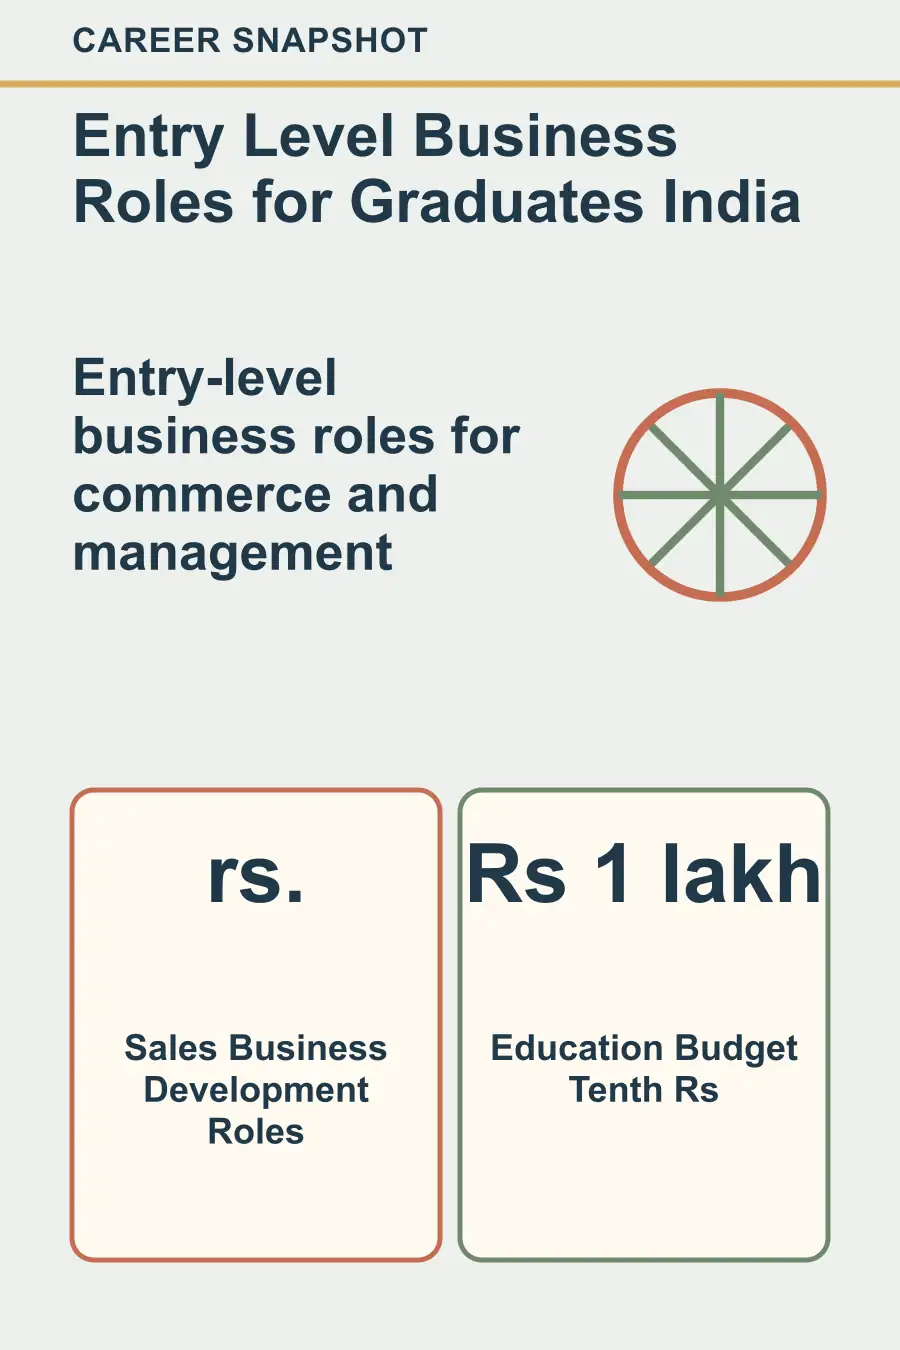 CAREER SNAPSHOT
Entry Level Business
Roles for Graduates India
Entry-level
business roles for
commerce and
management
rs.
Sales Business
Development
Roles
Rs 1 lakh
Education Budget
Tenth Rs